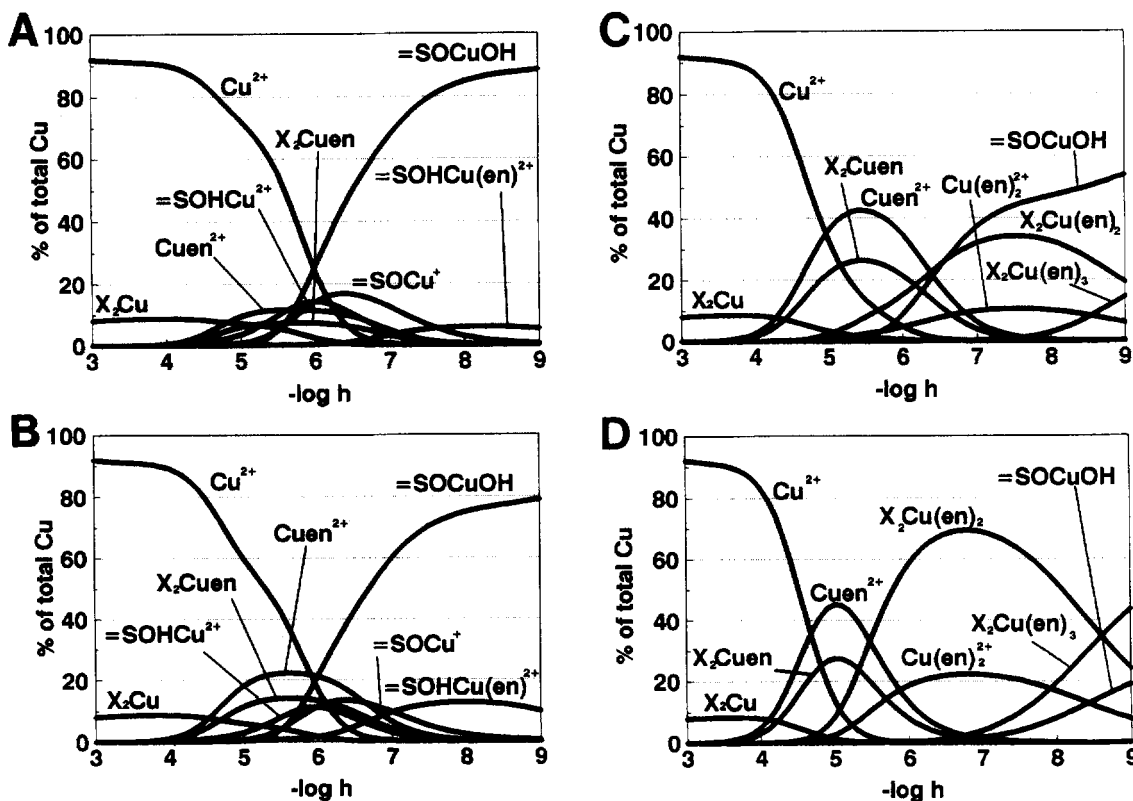 A
100
80
60
40
20
0
% of total Cu
Cu²⁺
=SOCuOH
X₂Cuen
=SOHCu(en)²⁺
=SOHCu²⁺
Cuen²⁺
=SOCu⁺
X₂Cu
3 4 5 6 7 8 9
-log h
B
100
80
60
40
20
0
% of total Cu
Cu²⁺
=SOCuOH
Cuen²⁺
X₂Cuen
=SOHCu²⁺
=SOCu⁺
=SOHCu(en)²⁺
X₂Cu
3 4 5 6 7 8 9
-log h
C
100
80
60
40
20
0
% of total Cu
Cu²⁺
=SOCuOH
X₂Cuen
Cu(en)₂²⁺
Cuen²⁺
X₂Cu(en)₂
X₂Cu(en)₃
X₂Cu
3 4 5 6 7 8 9
-log h
D
100
80
60
40
20
0
% of total Cu
Cu²⁺
=SOCuOH
X₂Cu(en)₂
Cuen²⁺
X₂Cu(en)₃
X₂Cuen
Cu(en)₂²⁺
X₂Cu
3 4 5 6 7 8 9
-log h